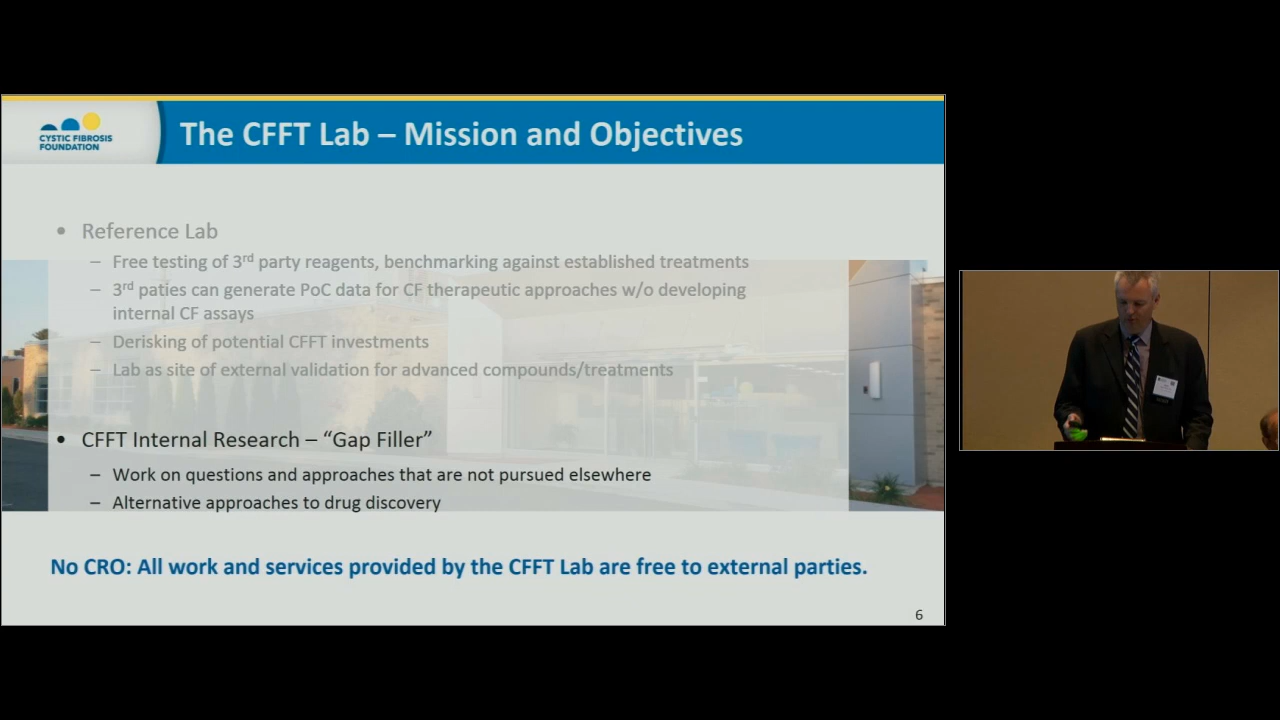 CYSTIC FIBROSIS
FOUNDATION
The CFFT Lab – Mission and Objectives
• Reference Lab
– Free testing of 3rd party reagents, benchmarking against established treatments
– 3rd paties can generate PoC data for CF therapeutic approaches w/o developing
internal CF assays
– Derisking of potential CFFT investments
– Lab as site of external validation for advanced compounds/treatments
• CFFT Internal Research – “Gap Filler”
– Work on questions and approaches that are not pursued elsewhere
– Alternative approaches to drug discovery
No CRO: All work and services provided by the CFFT Lab are free to external parties.
6